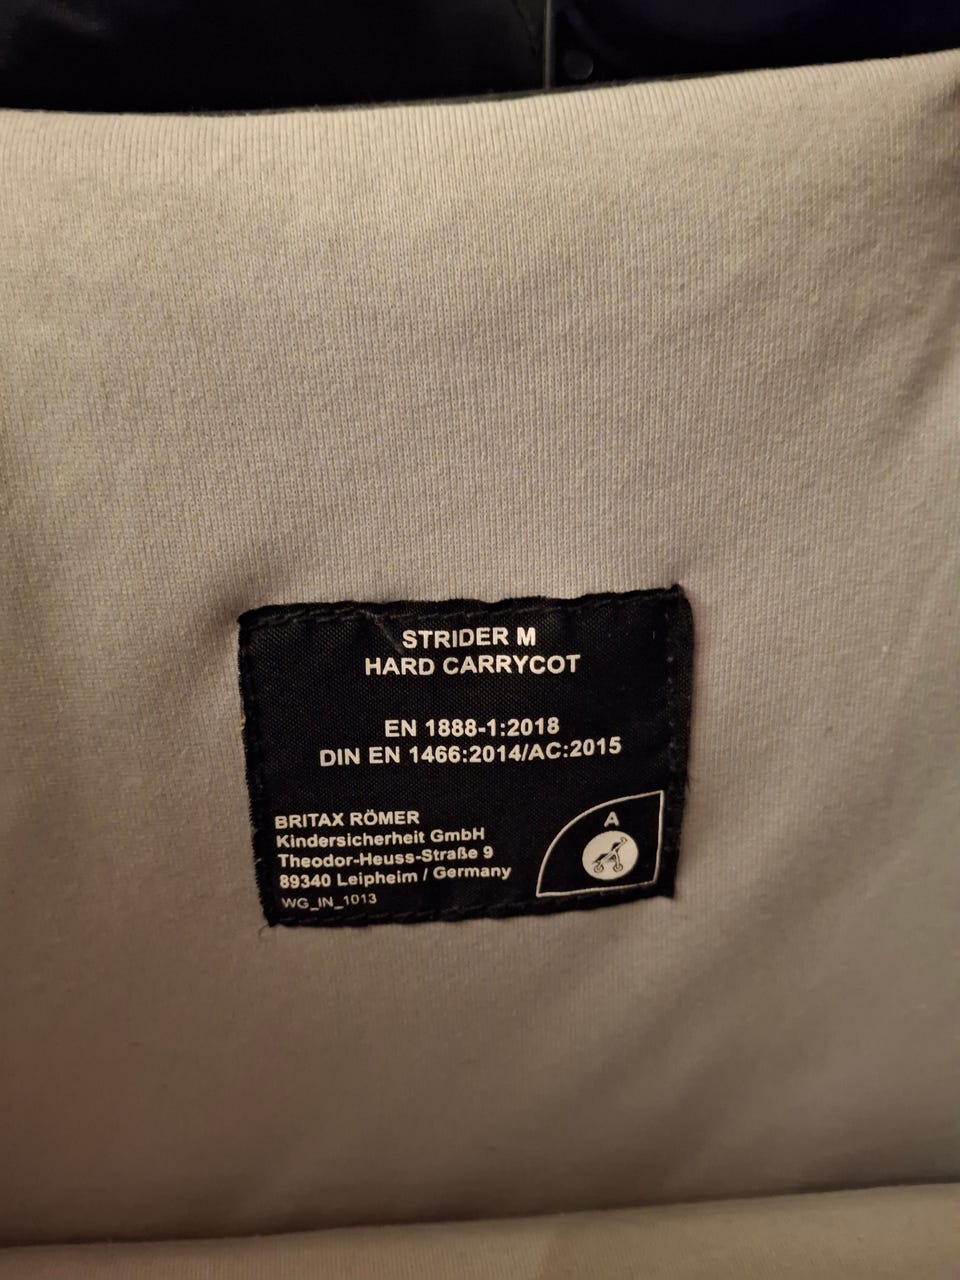 STRIDER M
HARD CARRYCOT
EN 1888-1:2018
DIN EN 1466:2014/AC:2015
BRITAX RÖMER
Kindersicherheit GmbH
Theodor-Heuss-Straße 9
89340 Leipheim / Germany
WG_IN_1013
A